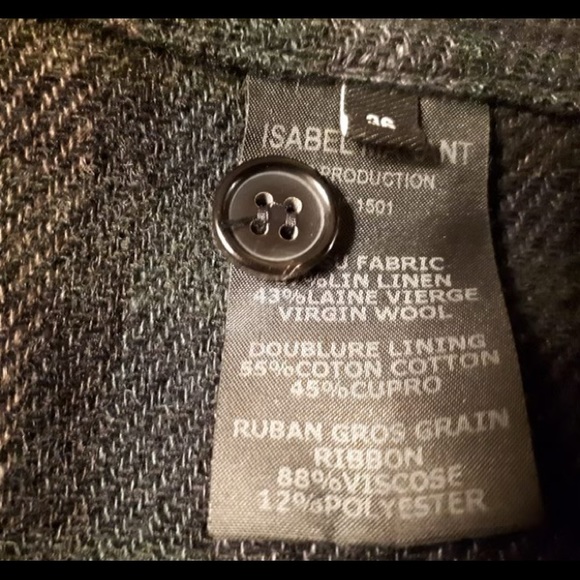 ISABEL
PRODUCTION
1501
FABRIC
LIN LINEN
43%LAINE VIERGE
VIRGIN WOOL
DOUBLURE LINING
55%COTON COTTON
45%CUPRO
RUBAN GROS GRAIN
RIBBON
88%VISCOSE
12%POLYESTER